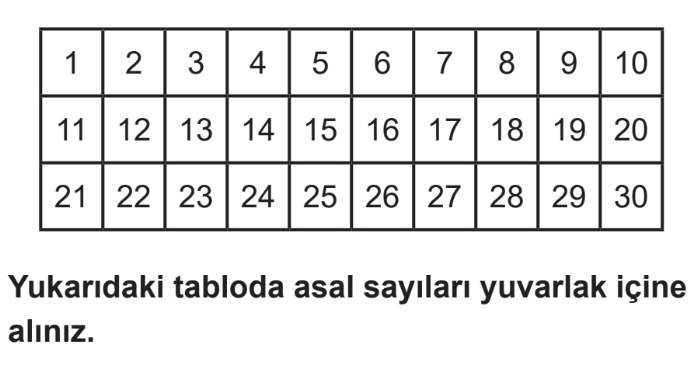 1 2 3 4 5 6 7 8 9 10
11 12 13 14 15 16 17 18 19 20
21 22 23 24 25 26 27 28 29 30
Yukarıdaki tabloda asal sayıları yuvarlak içine
alınız.